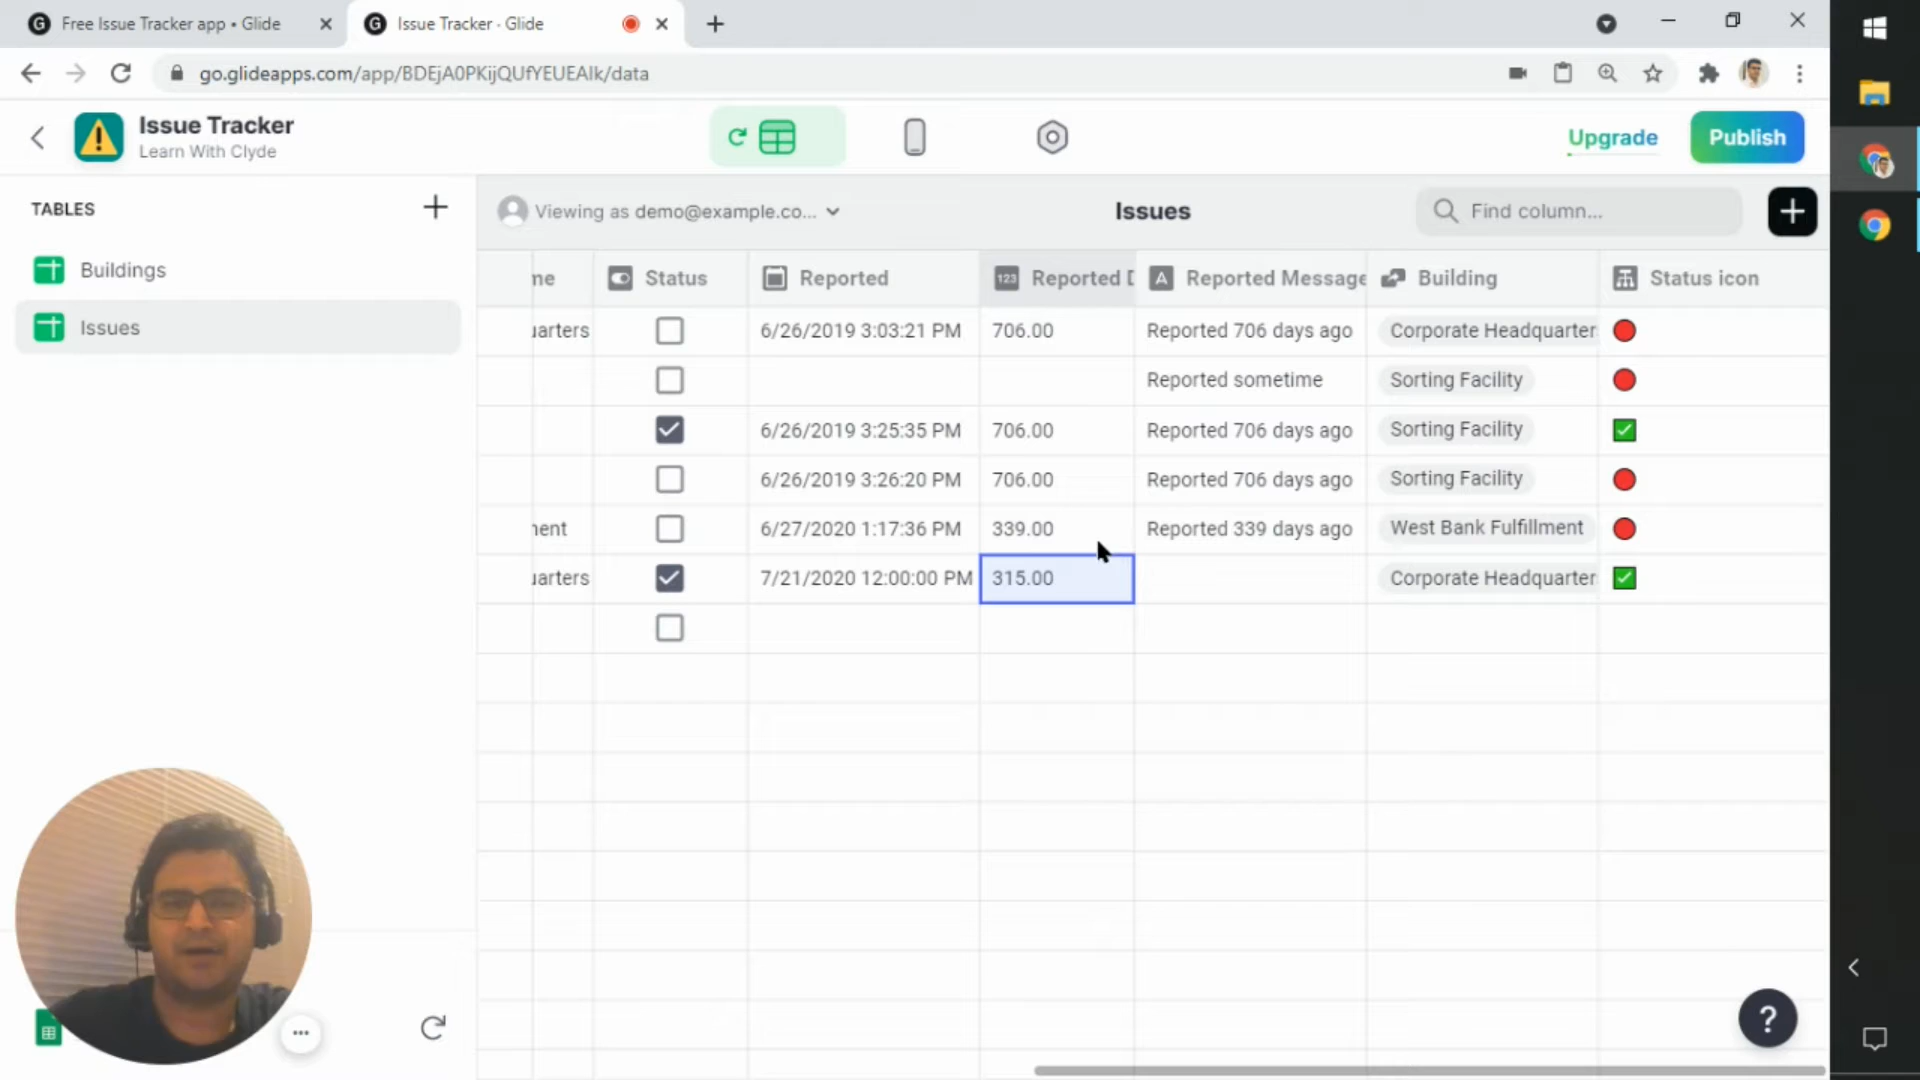 Free Issue Tracker app • Glide
Issue Tracker · Glide
go.glideapps.com/app/BDEjA0PKijQUfYEUEAlk/data
Issue Tracker
Learn With Clyde
Upgrade
Publish
TABLES
Viewing as demo@example.co...
Issues
Find column...
Buildings
Issues
me
Status
Reported
123
Reported D
A
Reported Message
Building
Status icon
uarters
6/26/2019 3:03:21 PM
706.00
Reported 706 days ago
Corporate Headquarter
Reported sometime
Sorting Facility
6/26/2019 3:25:35 PM
706.00
Reported 706 days ago
Sorting Facility
6/26/2019 3:26:20 PM
706.00
Reported 706 days ago
Sorting Facility
nent
6/27/2020 1:17:36 PM
339.00
Reported 339 days ago
West Bank Fulfillment
uarters
7/21/2020 12:00:00 PM
315.00
Corporate Headquarter
?